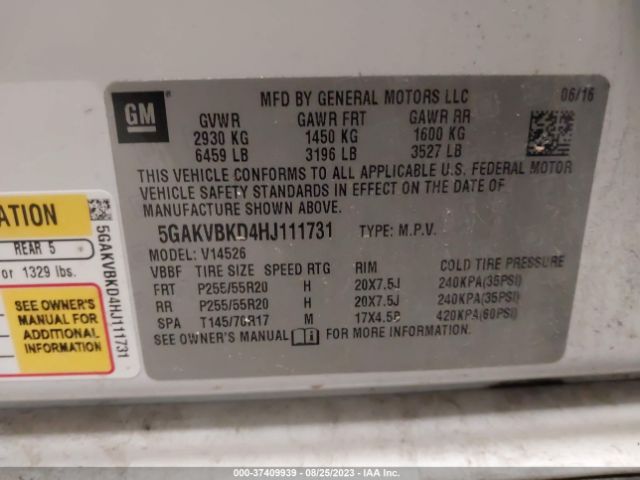 GM ®
MFD BY GENERAL MOTORS LLC 06/16
GVWR GAWR FRT GAWR RR
2930 KG 1450 KG 1600 KG
6459 LB 3196 LB 3527 LB
THIS VEHICLE CONFORMS TO ALL APPLICABLE U.S. FEDERAL MOTOR
VEHICLE SAFETY STANDARDS IN EFFECT ON THE DATE OF
MANUFACTURE SHOWN ABOVE.
5GAKVBKD4HJ111731 TYPE: M.P.V.
MODEL: V14526
VBBF TIRE SIZE SPEED RTG RIM COLD TIRE PRESSURE
FRT P255/55R20 H 20X7.5J 240KPA(35PSI)
RR P255/55R20 H 20X7.5J 240KPA(35PSI)
SPA T145/70R17 M 17X4.5B 420KPA(60PSI)
SEE OWNER'S MANUAL FOR MORE INFORMATION.
REAR 5
or 1329 lbs.
SEE OWNER'S
MANUAL FOR
ADDITIONAL
INFORMATION
5GAKVBKD4HJ111731
000-37409939 - 08/25/2023 - IAA Inc.